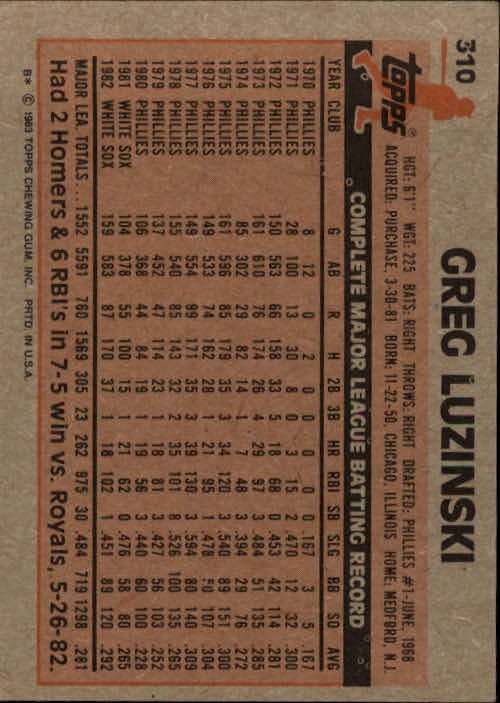 310
topps®
GREG LUZINSKI
HGT: 6'1" WGT: 225 BATS: RIGHT THROWS: RIGHT DRAFTED: PHILLIES #1-JUNE 1968
ACQUIRED: PURCHASE, 3-30-81 BORN: 11-22-50, CHICAGO, ILLINOIS HOME: MEDFORD, N.J.
COMPLETE MAJOR LEAGUE BATTING RECORD
YEAR CLUB G AB R H 2B 3B HR RBI SB SLG BB SO AVG
1970 PHILLIES 8 12 0 2 0 0 0 0 0 .167 3 5 .167
1971 PHILLIES 28 100 13 30 8 0 3 15 2 .470 12 32 .300
1972 PHILLIES 150 563 66 158 33 5 18 68 0 .453 42 114 .281
1973 PHILLIES 161 610 76 174 26 4 29 97 3 .484 51 135 .285
1974 PHILLIES 85 302 29 82 14 1 7 48 3 .394 29 76 .272
1975 PHILLIES 161 596 85 179 35 3 34 120 3 .540 89 151 .300
1976 PHILLIES 149 533 74 162 28 1 21 95 1 .478 50 107 .304
1977 PHILLIES 149 554 99 171 35 3 39 130 3 .594 80 140 .309
1978 PHILLIES 155 540 85 143 32 2 35 101 8 .526 100 135 .265
1979 PHILLIES 137 452 47 114 23 1 18 81 3 .427 56 103 .252
1980 PHILLIES 106 368 44 84 19 1 19 56 3 .440 60 100 .228
1981 WHITE SOX 104 378 55 100 15 1 21 62 0 .476 58 80 .265
1982 WHITE SOX 159 583 87 170 37 1 18 102 1 .451 89 120 .292
MAJOR LEA. TOTALS ... 1552 5591 760 1569 305 23 262 975 30 .484 719 1298 .281
Had 2 Homers & 6 RBI's in 7-5 win vs. Royals, 5-26-82.
B* © 1983 TOPPS CHEWING GUM, INC. PRTD. IN U.S.A.